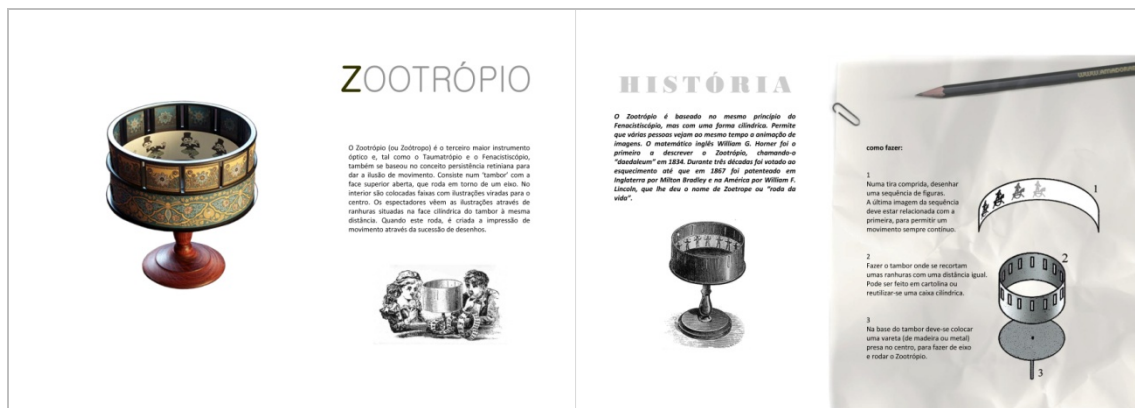 ZOOTRÓPIO
O Zootrópio (ou Zoótropo) é o terceiro maior instrumento
óptico e, tal como o Taumatrópio e o Fenacistiscópio,
também se baseou no conceito persistência retiniana para
dar a ilusão de movimento. Consiste num 'tambor' com a
face superior aberta, que roda em torno de um eixo. No
interior são colocadas faixas com ilustrações viradas para o
centro. Os espectadores vêem as ilustrações através de
ranhuras situadas na face cilíndrica do tambor à mesma
distância. Quando este roda, é criada a impressão de
movimento através da sucessão de desenhos.
HISTÓRIA
O Zootrópio é baseado no mesmo princípio do
Fenacistiscópio, mas com uma forma cilíndrica. Permite
que várias pessoas vejam ao mesmo tempo a animação de
imagens. O matemático inglês William G. Horner foi o
primeiro a descrever o Zootrópio, chamando-o
"daedaleum" em 1834. Durante três décadas foi votado ao
esquecimento até que em 1867 foi patenteado em
Inglaterra por Milton Bradley e na América por William F.
Lincoln, que lhe deu o nome de Zoetrope ou "roda da
vida".
como fazer:
1
Numa tira comprida, desenhar
uma sequência de figuras.
A última imagem da sequência
deve estar relacionada com a
primeira, para permitir um
movimento sempre contínuo.
1
2
Fazer o tambor onde se recortam
umas ranhuras com uma distância igual.
Pode ser feito em cartolina ou
reutilizar-se uma caixa cilíndrica.
2
3
Na base do tambor deve-se colocar
uma vareta (de madeira ou metal)
presa no centro, para fazer de eixo
e rodar o Zootrópio.
3